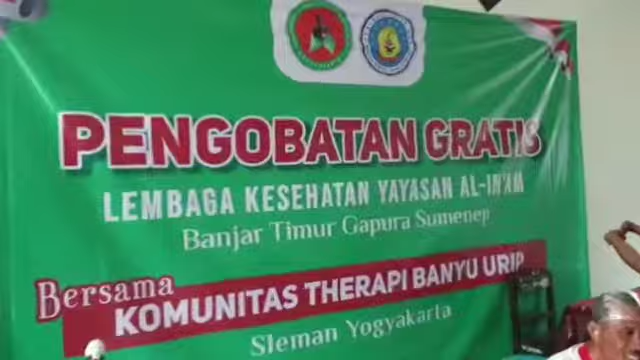 PENGOBATAN GRATIS
LEMBAGA KESEHATAN YAYASAN AL-IN'AM
Banjar Timur Gapura Sumenep
Bersama
KOMUNITAS THERAPI BANYU URIP
Sleman Yogyakarta